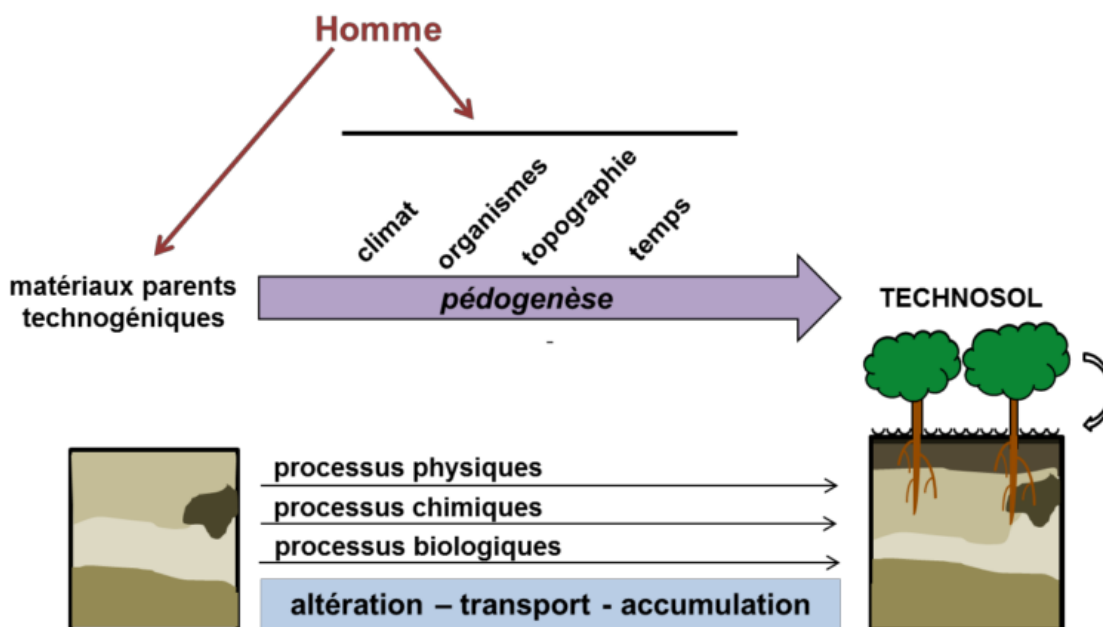 Homme
climat
organismes
topographie
temps
matériaux parents
technogéniques
pédogenèse
TECHNOSOL
-
processus physiques
processus chimiques
processus biologiques
altération – transport - accumulation